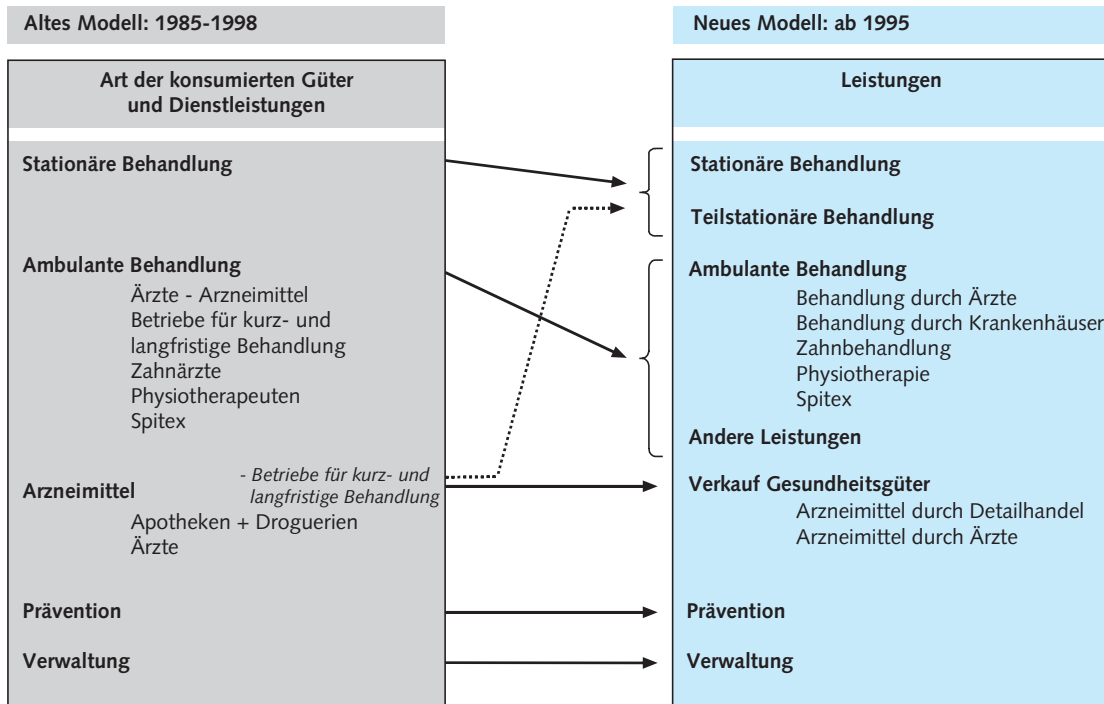 Altes Modell: 1985-1998
Art der konsumierten Güter
und Dienstleistungen
Stationäre Behandlung
Ambulante Behandlung
Ärzte - Arzneimittel
Betriebe für kurz- und
langfristige Behandlung
Zahnärzte
Physiotherapeuten
Spitex
- Betriebe für kurz- und
langfristige Behandlung
Arzneimittel
Apotheken + Droguerien
Ärzte
Prävention
Verwaltung
Neues Modell: ab 1995
Leistungen
Stationäre Behandlung
Teilstationäre Behandlung
Ambulante Behandlung
Behandlung durch Ärzte
Behandlung durch Krankenhäuser
Zahnbehandlung
Physiotherapie
Spitex
Andere Leistungen
Verkauf Gesundheitsgüter
Arzneimittel durch Detailhandel
Arzneimittel durch Ärzte
Prävention
Verwaltung